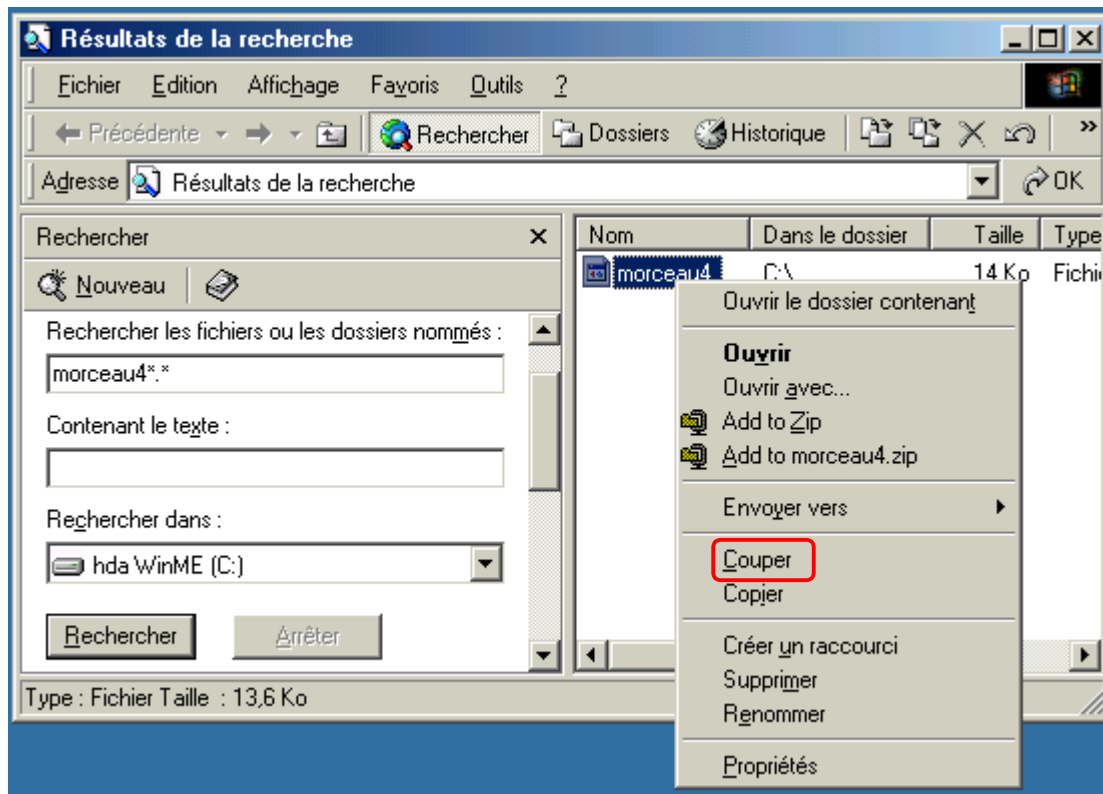 Résultats de la recherche
Fichier Edition Affichage Favoris Outils ?
Précédente Rechercher Dossiers Historique »
Adresse Résultats de la recherche OK
Rechercher
Nouveau
Rechercher les fichiers ou les dossiers nommés :
morceau4*.*
Contenant le texte :
Rechercher dans :
hda WinME (C:)
Rechercher Arrêter
Nom Dans le dossier Taille Type
morceau4 C:\ 14 Ko Fichi
Ouvrir le dossier contenant
Ouvrir
Ouvrir avec...
Add to Zip
Add to morceau4.zip
Envoyer vers
Couper
Copier
Créer un raccourci
Supprimer
Renommer
Propriétés
Type : Fichier Taille : 13,6 Ko